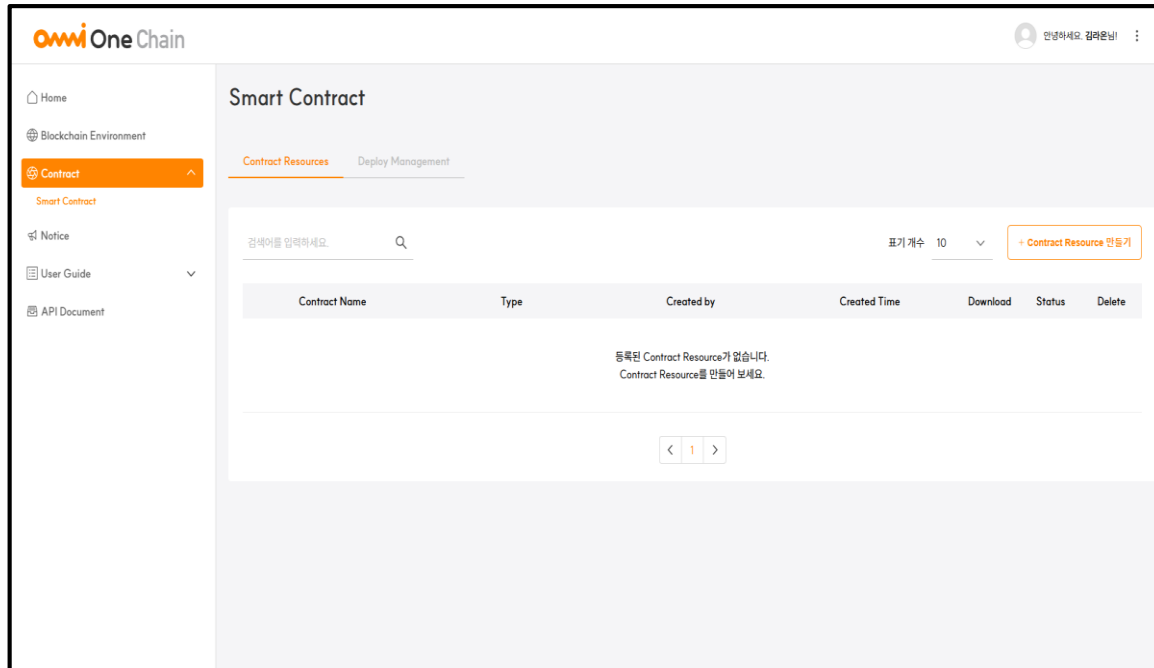 Omni One Chain
안녕하세요. 김라온님!
Home
Blockchain Environment
Contract
Smart Contract
Notice
User Guide
API Document
Smart Contract
Contract Resources Deploy Management
검색어를 입력하세요. 표기 개수 10 + Contract Resource 만들기
Contract Name Type Created by Created Time Download Status Delete
등록된 Contract Resource가 없습니다.
Contract Resource를 만들어 보세요.
< 1 >